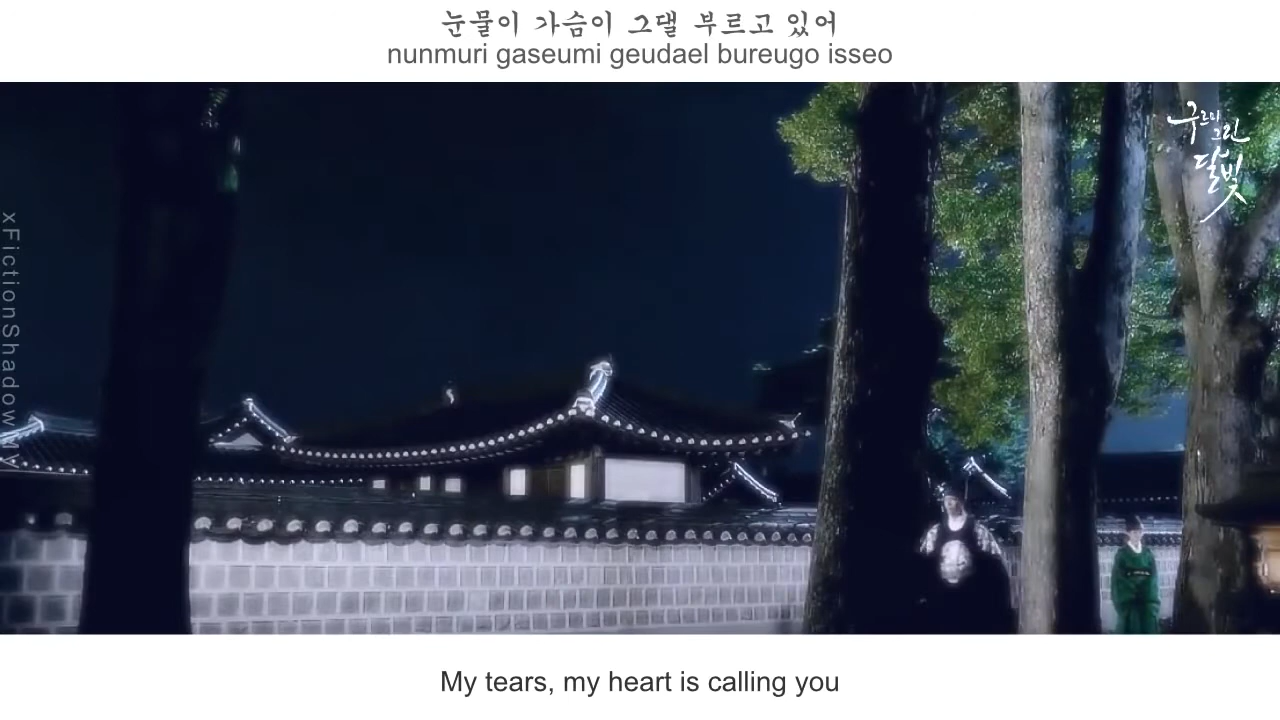 눈물이 가슴이 그댈 부르고 있어
nunmuri gaseumi geudael bureugo isseo
구르미
그린
달빛
xFictionShadowMy
My tears, my heart is calling you